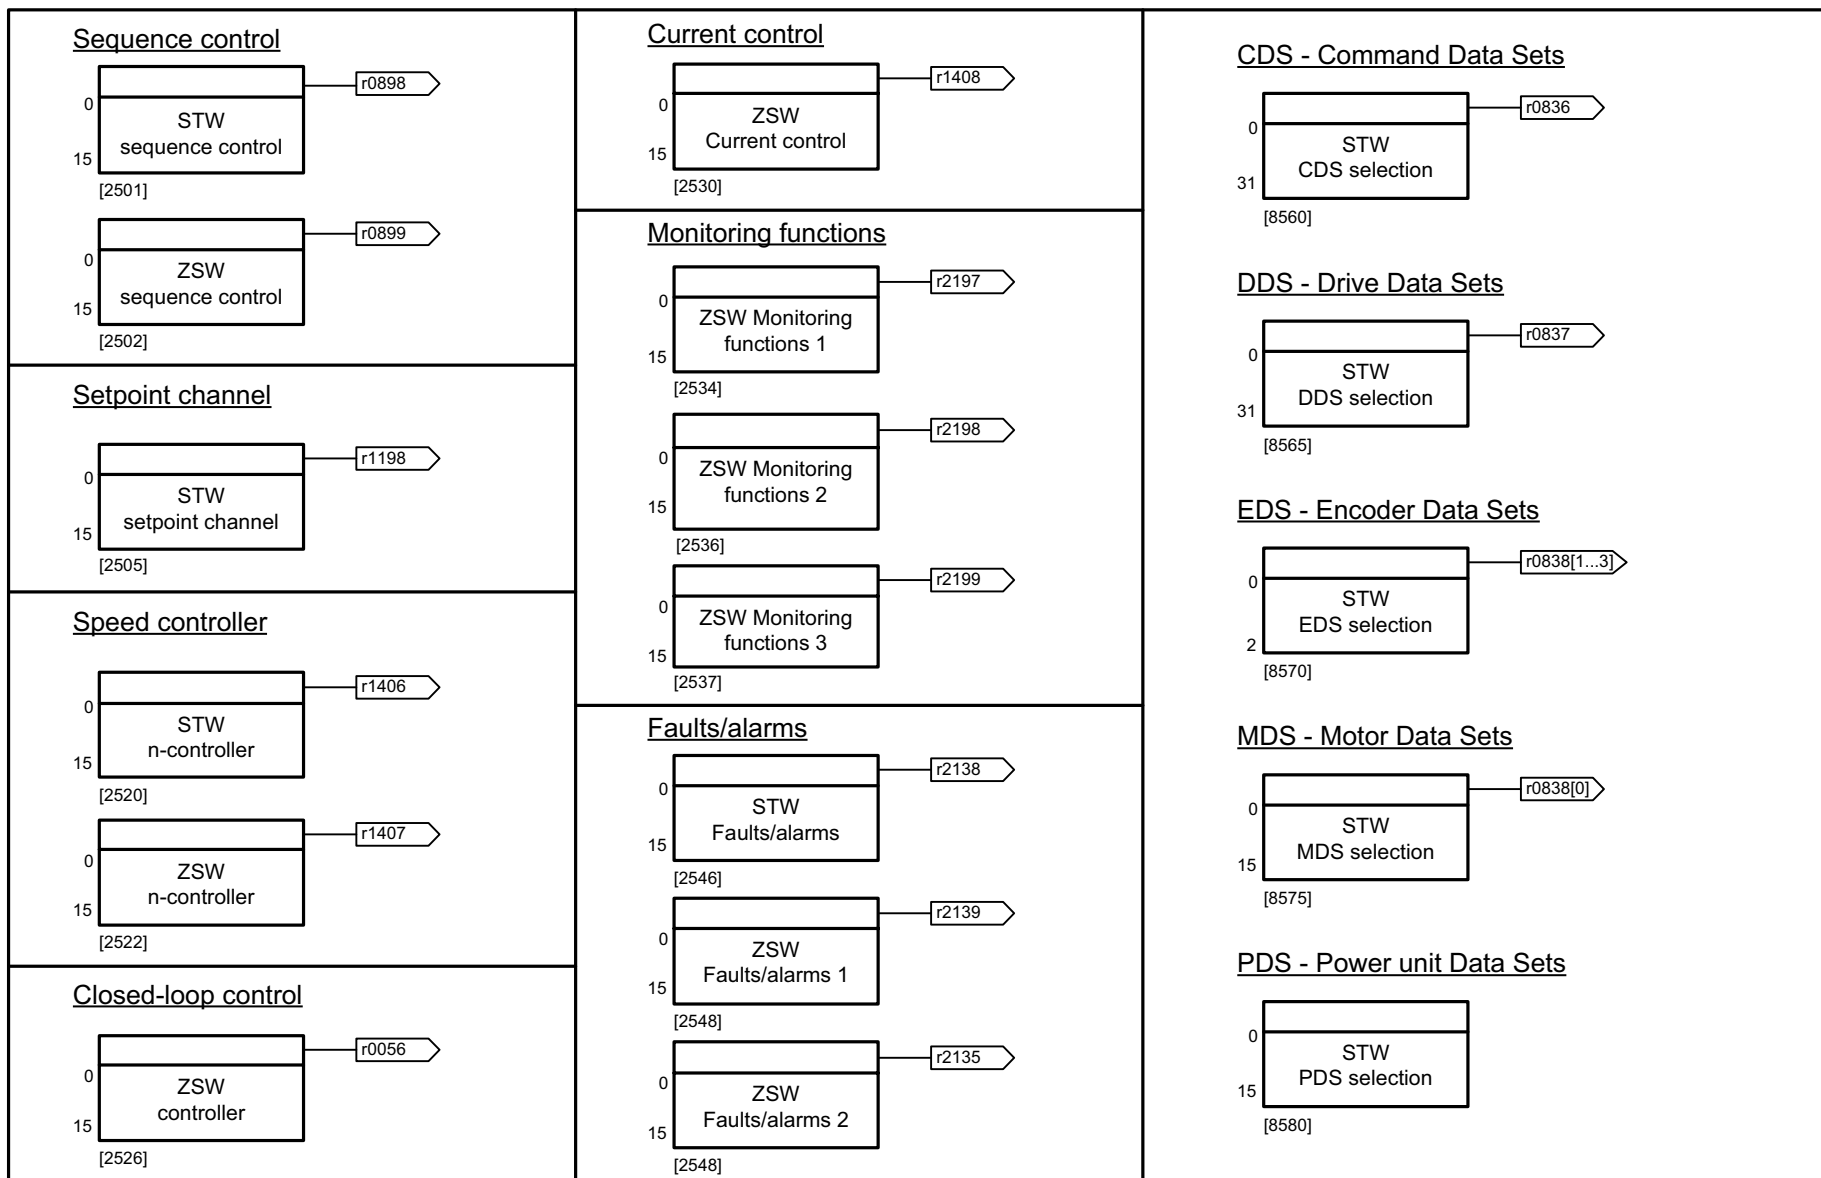 Sequence control
r0898
0
STW
sequence control
15
[2501]
r0899
0
ZSW
sequence control
15
[2502]
Setpoint channel
r1198
0
STW
setpoint channel
15
[2505]
Speed controller
r1406
0
STW
n-controller
15
[2520]
r1407
0
ZSW
n-controller
15
[2522]
Closed-loop control
r0056
0
ZSW
controller
15
[2526]
Current control
r1408
0
ZSW
Current control
15
[2530]
Monitoring functions
r2197
0
ZSW Monitoring
functions 1
15
[2534]
r2198
0
ZSW Monitoring
functions 2
15
[2536]
r2199
0
ZSW Monitoring
functions 3
15
[2537]
Faults/alarms
r2138
0
STW
Faults/alarms
15
[2546]
r2139
0
ZSW
Faults/alarms 1
15
[2548]
r2135
0
ZSW
Faults/alarms 2
15
[2548]
CDS - Command Data Sets
r0836
0
STW
CDS selection
31
[8560]
DDS - Drive Data Sets
r0837
0
STW
DDS selection
31
[8565]
EDS - Encoder Data Sets
r0838[1...3]
0
STW
EDS selection
2
[8570]
MDS - Motor Data Sets
r0838[0]
0
STW
MDS selection
15
[8575]
PDS - Power unit Data Sets
0
STW
PDS selection
15
[8580]